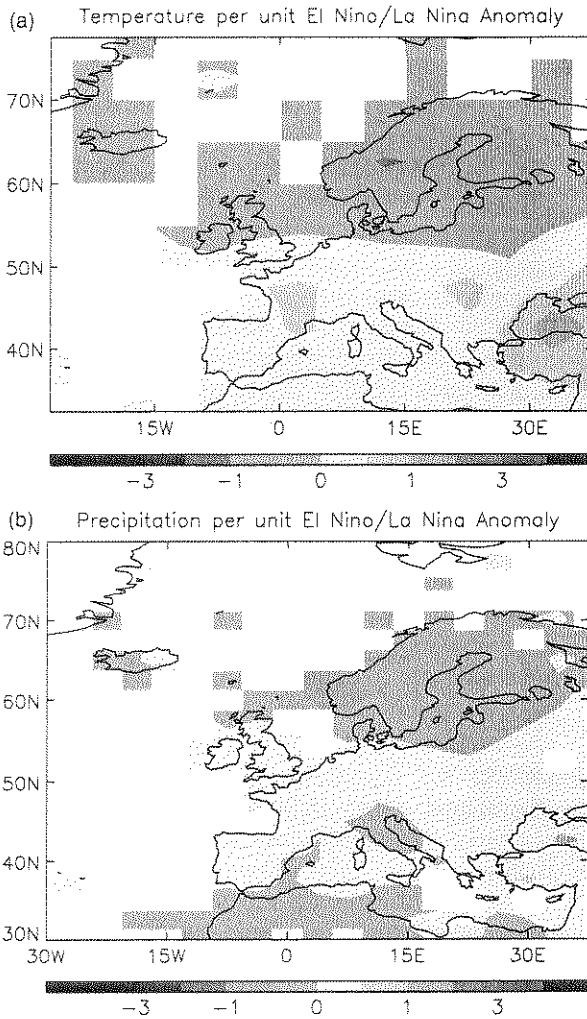 (a) Temperature per unit El Nino/La Nina Anomaly
70N
60N
50N
40N
15W 0 15E 30E
-3 -1 0 1 3
(b) Precipitation per unit El Nino/La Nina Anomaly
80N
70N
60N
50N
40N
30N
30W 15W 0 15E 30E
-3 -1 0 1 3